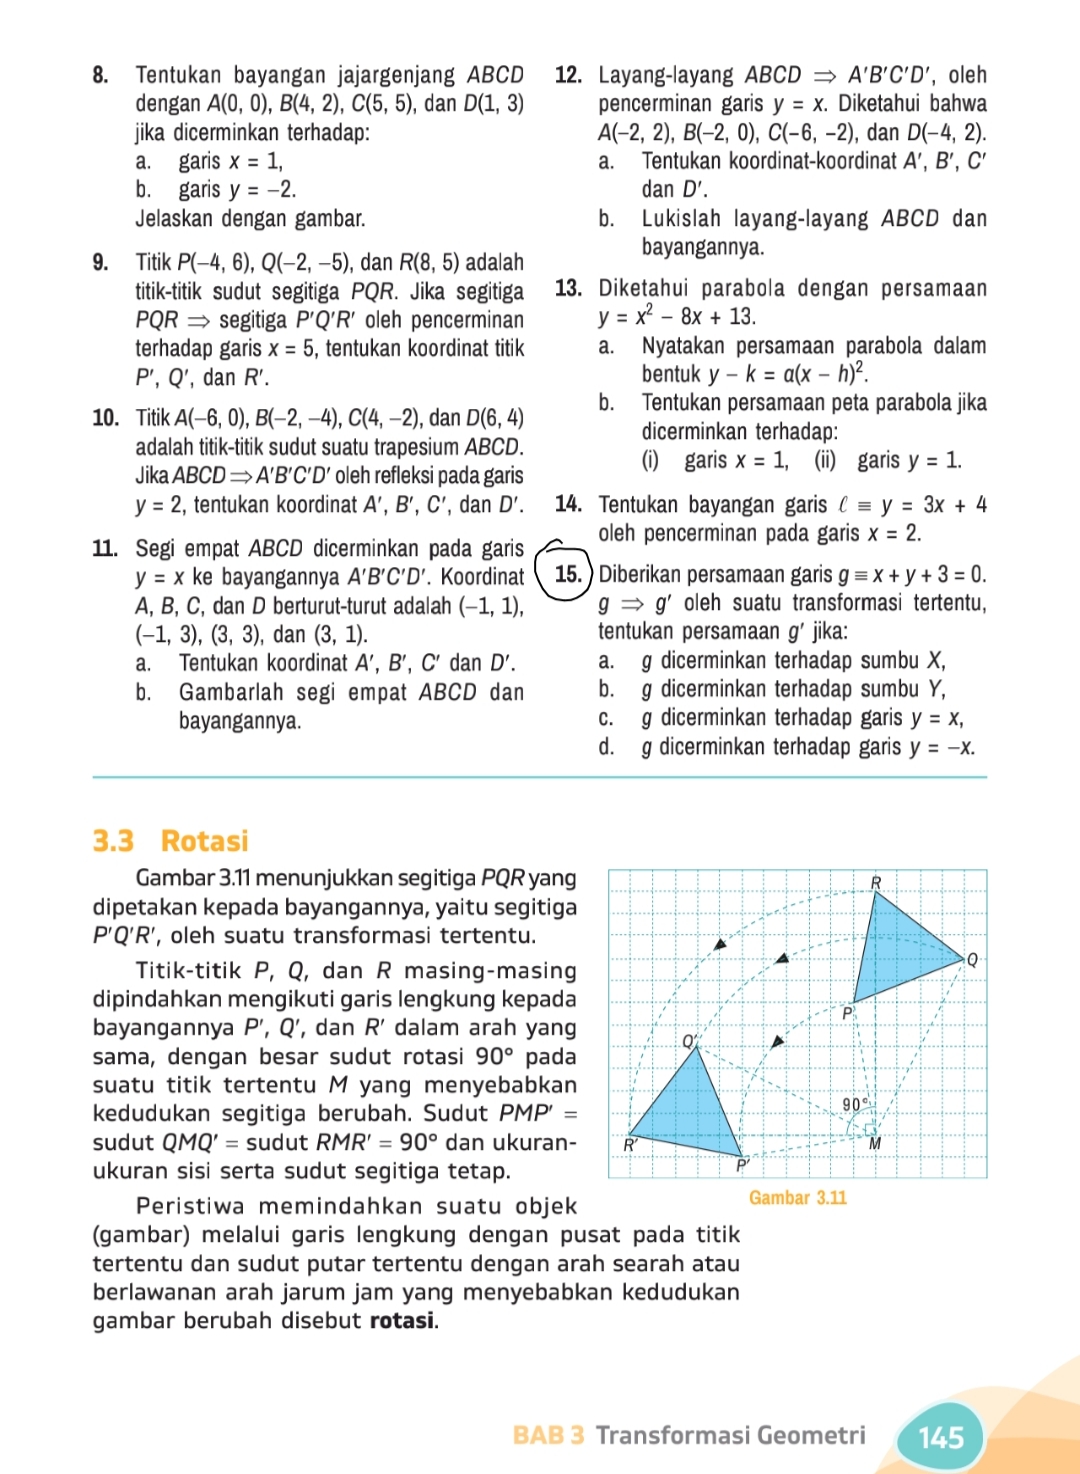 8. Tentukan bayangan jajargenjang ABCD
dengan A(0, 0), B(4, 2), C(5, 5), dan D(1, 3)
jika dicerminkan terhadap:
a. garis x = 1,
b. garis y = −2.
Jelaskan dengan gambar.
9. Titik P(−4, 6), Q(−2, −5), dan R(8, 5) adalah
titik-titik sudut segitiga PQR. Jika segitiga
PQR ⇒ segitiga P′Q′R′ oleh pencerminan
terhadap garis x = 5, tentukan koordinat titik
P′, Q′, dan R′.
10. Titik A(−6, 0), B(−2, −4), C(4, −2), dan D(6, 4)
adalah titik-titik sudut suatu trapesium ABCD.
Jika ABCD ⇒ A′B′C′D′ oleh refleksi pada garis
y = 2, tentukan koordinat A′, B′, C′, dan D′.
11. Segi empat ABCD dicerminkan pada garis
y = x ke bayangannya A′B′C′D′. Koordinat
A, B, C, dan D berturut-turut adalah (−1, 1),
(−1, 3), (3, 3), dan (3, 1).
a. Tentukan koordinat A′, B′, C′ dan D′.
b. Gambarlah segi empat ABCD dan
bayangannya.
12. Layang-layang ABCD ⇒ A′B′C′D′, oleh
pencerminan garis y = x. Diketahui bahwa
A(−2, 2), B(−2, 0), C(−6, −2), dan D(−4, 2).
a. Tentukan koordinat-koordinat A′, B′, C′
dan D′.
b. Lukislah layang-layang ABCD dan
bayangannya.
13. Diketahui parabola dengan persamaan
y = x² − 8x + 13.
a. Nyatakan persamaan parabola dalam
bentuk y − k = a(x − h)².
b. Tentukan persamaan peta parabola jika
dicerminkan terhadap:
(i) garis x = 1, (ii) garis y = 1.
14. Tentukan bayangan garis ℓ ≡ y = 3x + 4
oleh pencerminan pada garis x = 2.
15. Diberikan persamaan garis g ≡ x + y + 3 = 0.
g ⇒ g′ oleh suatu transformasi tertentu,
tentukan persamaan g′ jika:
a. g dicerminkan terhadap sumbu X,
b. g dicerminkan terhadap sumbu Y,
c. g dicerminkan terhadap garis y = x,
d. g dicerminkan terhadap garis y = −x.
3.3 Rotasi
Gambar 3.11 menunjukkan segitiga PQR yang
dipetakan kepada bayangannya, yaitu segitiga
P′Q′R′, oleh suatu transformasi tertentu.
Titik-titik P, Q, dan R masing-masing
dipindahkan mengikuti garis lengkung kepada
bayangannya P′, Q′, dan R′ dalam arah yang
sama, dengan besar sudut rotasi 90° pada
suatu titik tertentu M yang menyebabkan
kedudukan segitiga berubah. Sudut PMP′ =
sudut QMQ′ = sudut RMR′ = 90° dan ukuran-
ukuran sisi serta sudut segitiga tetap.
Peristiwa memindahkan suatu objek
(gambar) melalui garis lengkung dengan pusat pada titik
tertentu dan sudut putar tertentu dengan arah searah atau
berlawanan arah jarum jam yang menyebabkan kedudukan
gambar berubah disebut rotasi.
R
Q
P
Q′
90°
R′
M
P′
Gambar 3.11
BAB 3 Transformasi Geometri 145